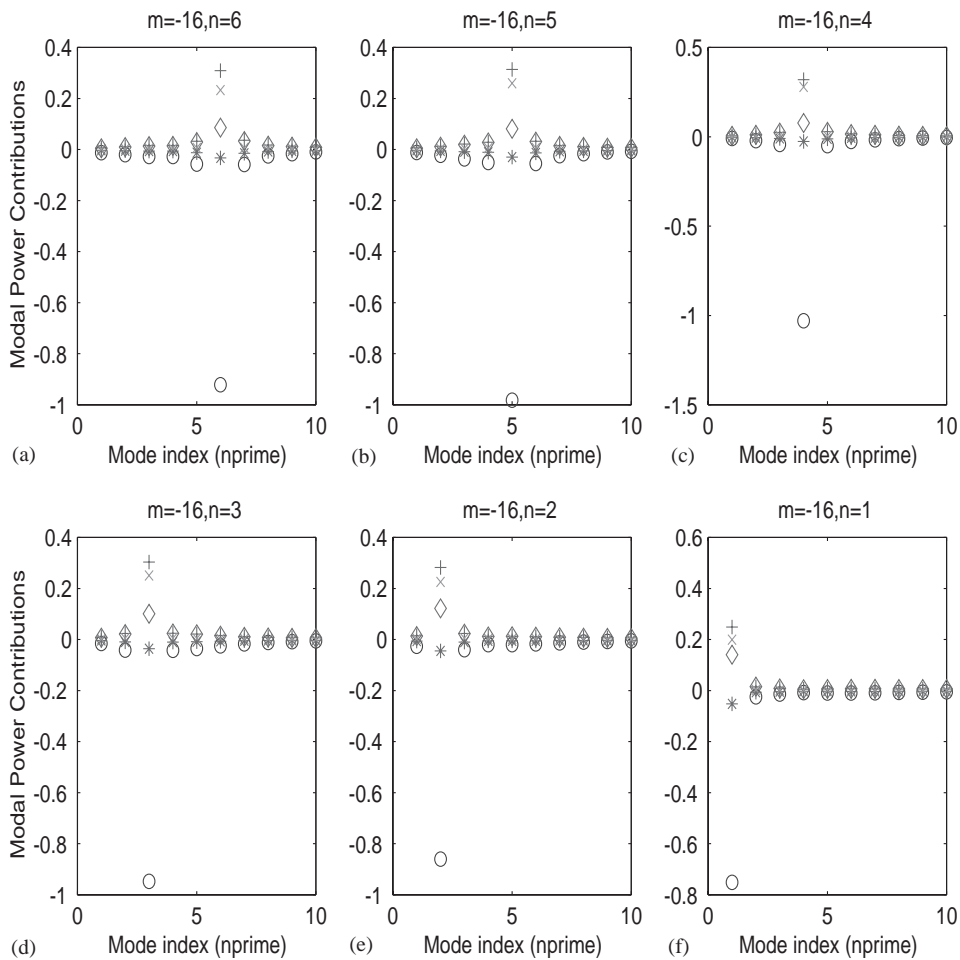 m=-16,n=6
m=-16,n=5
m=-16,n=4
Modal Power Contributions
0.4
0.2
0
-0.2
-0.4
-0.6
-0.8
-1
0 5 10
Mode index (nprime)
(a)
0.4
0.2
0
-0.2
-0.4
-0.6
-0.8
-1
0 5 10
Mode index (nprime)
(b)
0.5
0
-0.5
-1
-1.5
0 5 10
Mode index (nprime)
(c)
m=-16,n=3
m=-16,n=2
m=-16,n=1
Modal Power Contributions
0.4
0.2
0
-0.2
-0.4
-0.6
-0.8
-1
0 5 10
Mode index (nprime)
(d)
0.4
0.2
0
-0.2
-0.4
-0.6
-0.8
-1
0 5 10
Mode index (nprime)
(e)
0.6
0.4
0.2
0
-0.2
-0.4
-0.6
-0.8
0 5 10
Mode index (nprime)
(f)